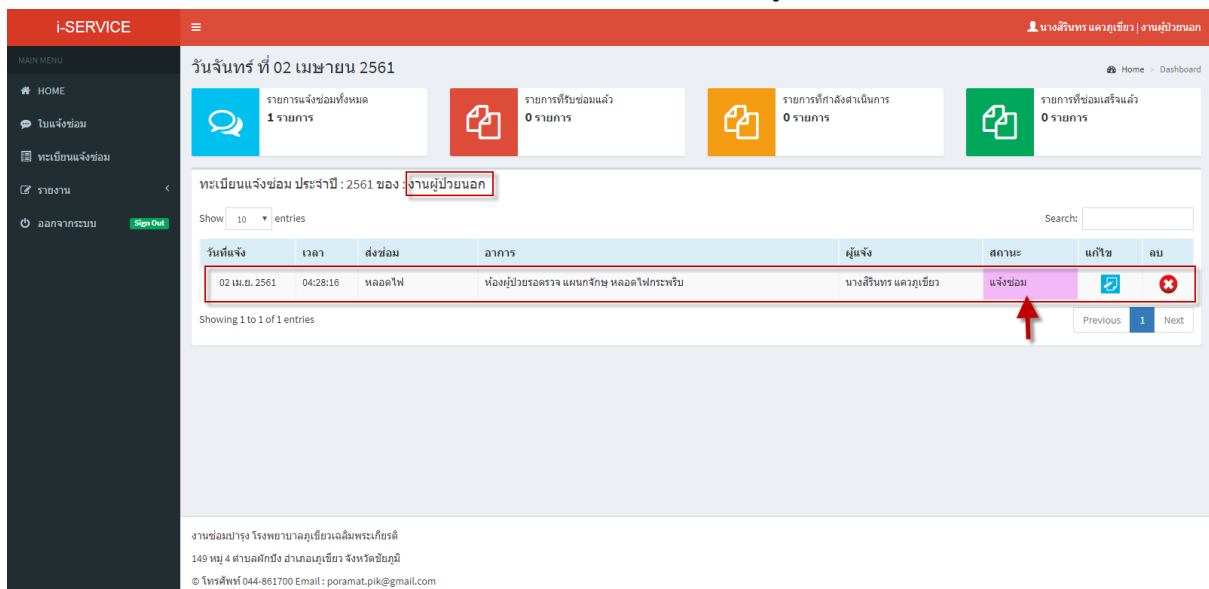 i-SERVICE
นางสิรินทร แควภูเขียว | งานผู้ป่วยนอก
MAIN MENU
HOME
ใบแจ้งซ่อม
ทะเบียนแจ้งซ่อม
รายงาน
ออกจากระบบ Sign Out
วันจันทร์ ที่ 02 เมษายน 2561
Home > Dashboard
รายการแจ้งซ่อมทั้งหมด
1 รายการ
รายการที่รับซ่อมแล้ว
0 รายการ
รายการที่กำลังดำเนินการ
0 รายการ
รายการที่ซ่อมเสร็จแล้ว
0 รายการ
ทะเบียนแจ้งซ่อม ประจำปี : 2561 ของ : งานผู้ป่วยนอก
Show 10 entries
Search:
วันที่แจ้ง เวลา ส่งซ่อม อาการ ผู้แจ้ง สถานะ แก้ไข ลบ
02 เม.ย. 2561 04:28:16 หลอดไฟ ห้องผู้ป่วยรอตรวจ แผนกจักษุ หลอดไฟกระพริบ นางสิรินทร แควภูเขียว แจ้งซ่อม
Showing 1 to 1 of 1 entries
Previous 1 Next
งานซ่อมบำรุง โรงพยาบาลภูเขียวเฉลิมพระเกียรติ
149 หมู่ 4 ตำบลผักปัง อำเภอเภูเขียว จังหวัดชัยภูมิ
© โทรศัพท์ 044-861700 Email : poramat.pik@gmail.com